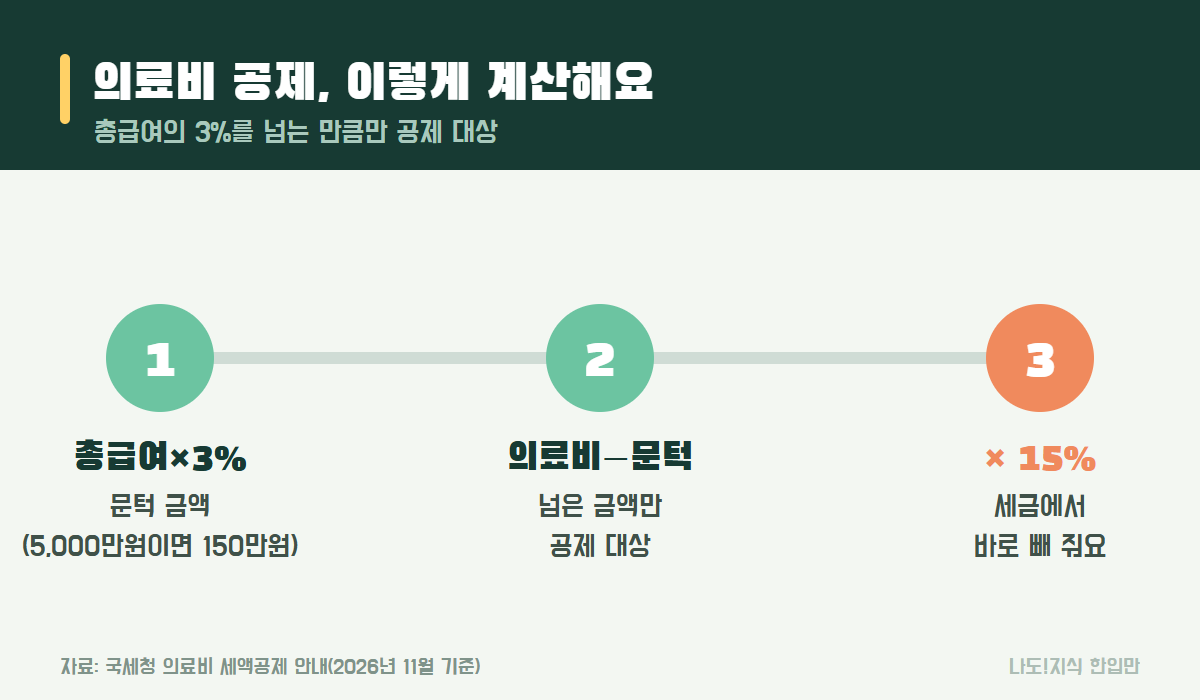 의료비 공제, 이렇게 계산해요
총급여의 3%를 넘는 만큼만 공제 대상
1
2
3
총급여×3%
문턱 금액
(5,000만원이면 150만원)
의료비−문턱
넘은 금액만
공제 대상
× 15%
세금에서
바로 빼 줘요
자료: 국세청 의료비 세액공제 안내(2026년 11월 기준)
나도!지식 한입만